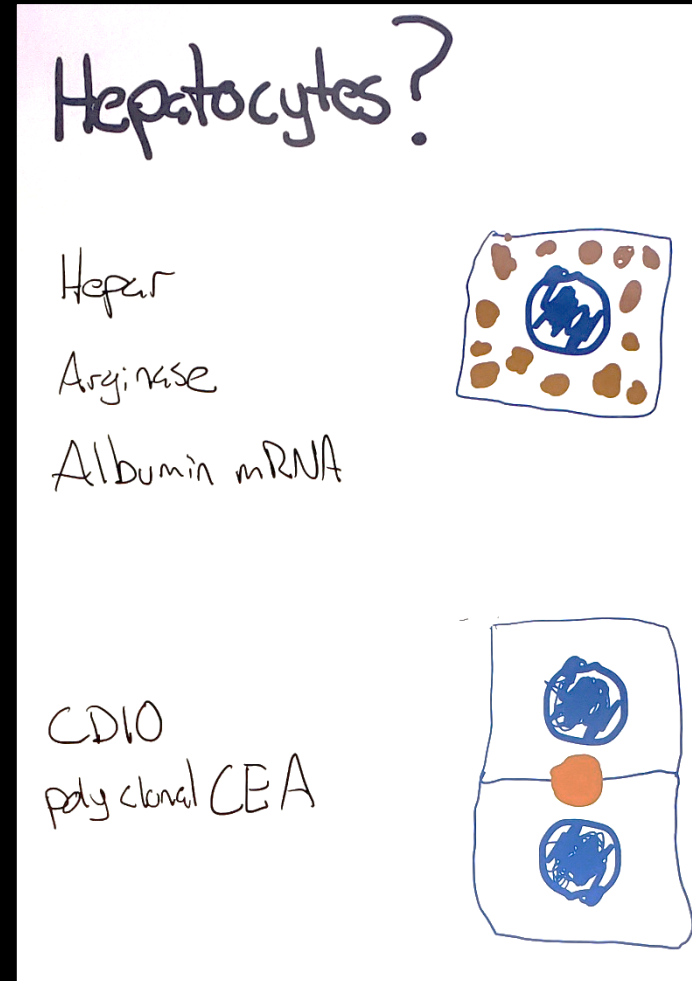 Hepatocytes?
Hepar
Arginase
Albumin mRNA
CD10
polyclonal CEA